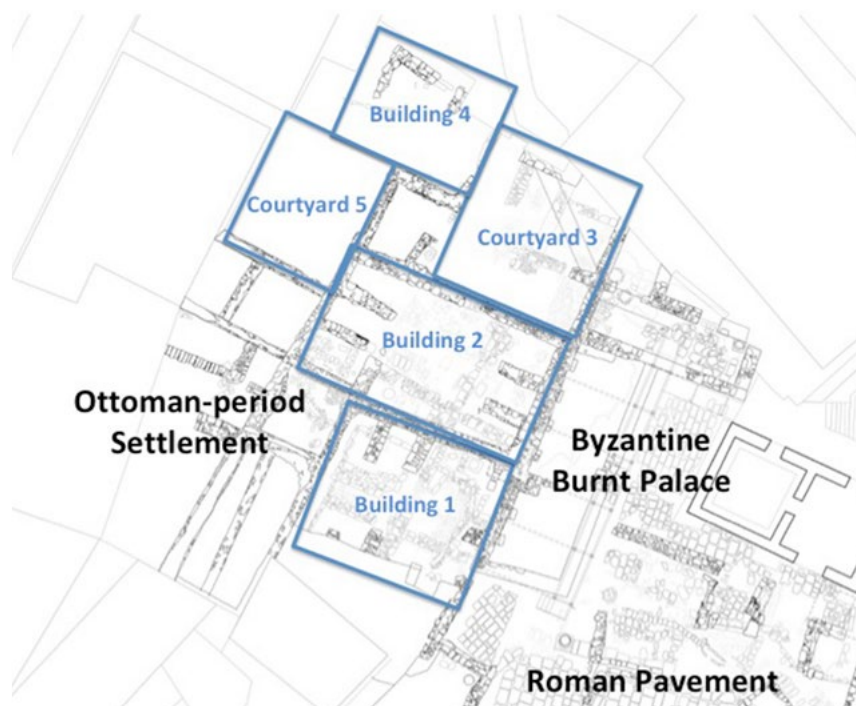 Building 4
Courtyard 5
Courtyard 3
Building 2
Ottoman-period
Settlement
Byzantine
Burnt Palace
Building 1
Roman Pavement